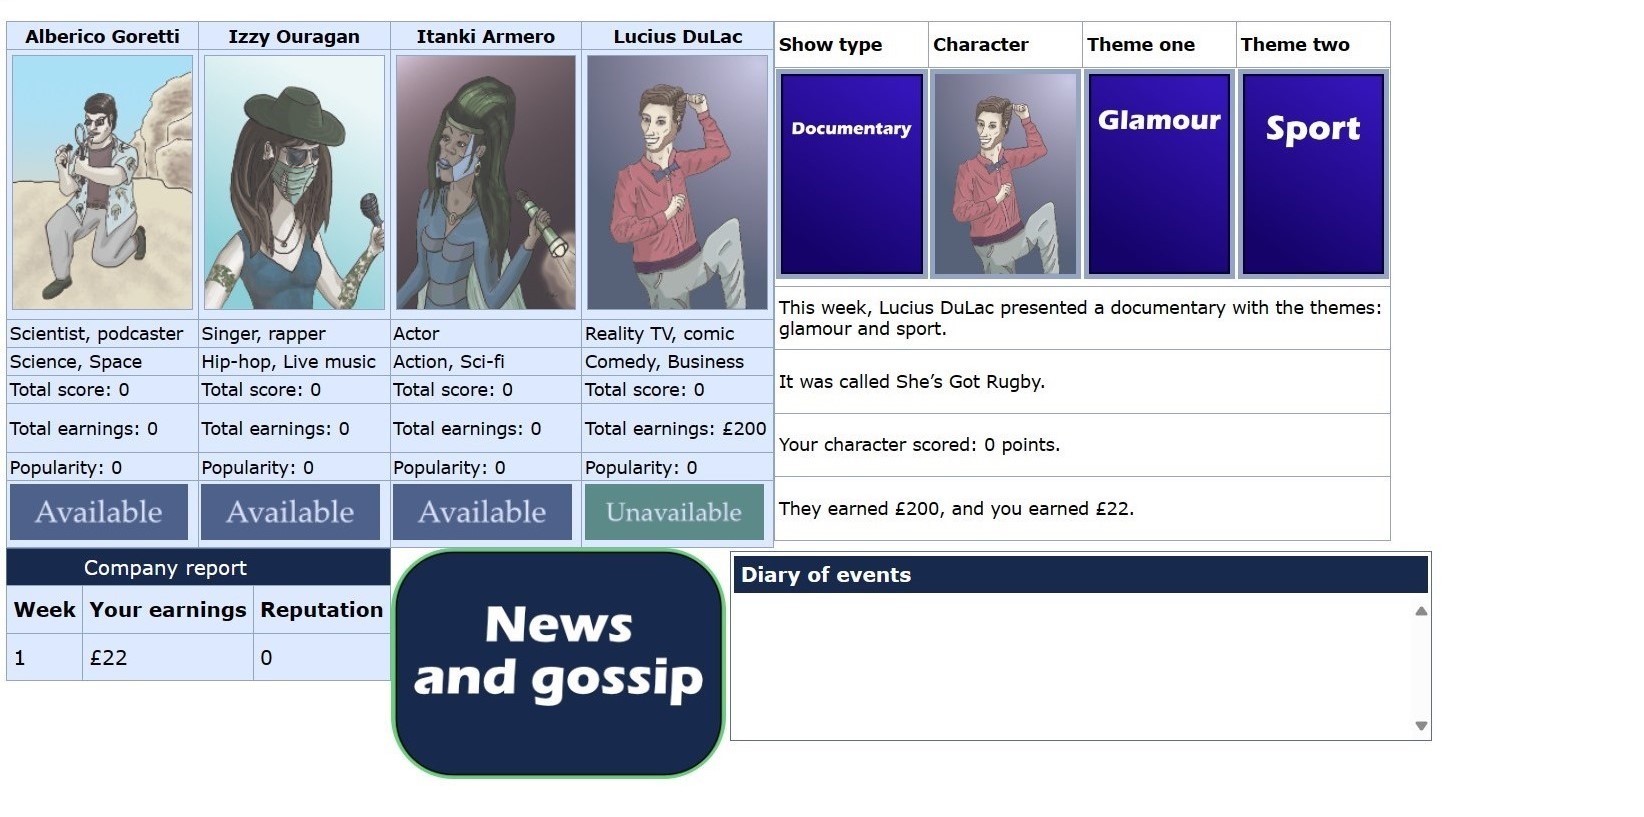 Alberico Goretti
Izzy Ouragan
Itanki Armero
Lucius DuLac
Show type
Character
Theme one
Theme two
Documentary
Glamour
Sport
Scientist, podcaster
Singer, rapper
Actor
Reality TV, comic
Science, Space
Hip-hop, Live music
Action, Sci-fi
Comedy, Business
Total score: 0
Total score: 0
Total score: 0
Total score: 0
Total earnings: 0
Total earnings: 0
Total earnings: 0
Total earnings: £200
Popularity: 0
Popularity: 0
Popularity: 0
Popularity: 0
Available
Available
Available
Unavailable
This week, Lucius DuLac presented a documentary with the themes:
glamour and sport.
It was called She’s Got Rugby.
Your character scored: 0 points.
They earned £200, and you earned £22.
Company report
Week
Your earnings
Reputation
1
£22
0
News
and gossip
Diary of events